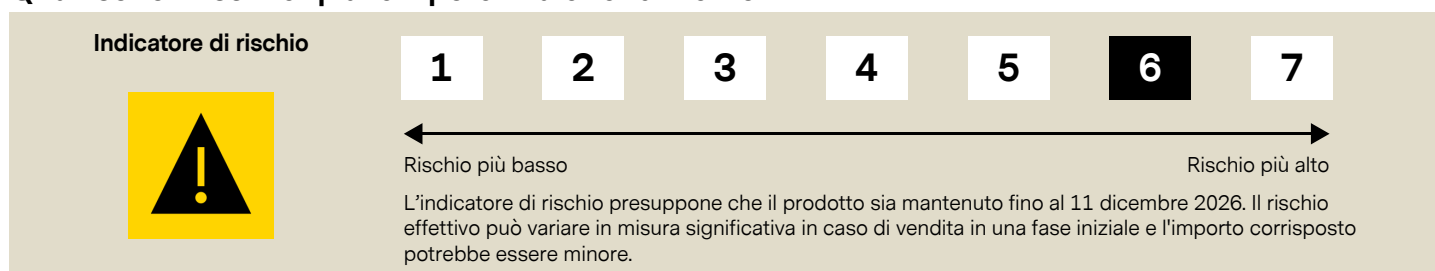 Indicatore di rischio
1 2 3 4 5 6 7
Rischio più basso Rischio più alto
L'indicatore di rischio presuppone che il prodotto sia mantenuto fino al 11 dicembre 2026. Il rischio
effettivo può variare in misura significativa in caso di vendita in una fase iniziale e l'importo corrisposto
potrebbe essere minore.